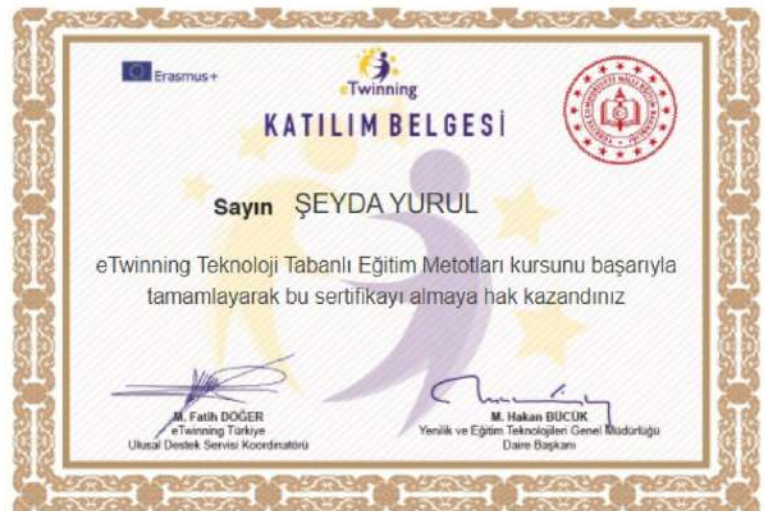 Erasmus+
eTwinning
KATILIM BELGESİ
Sayın ŞEYDA YURUL
eTwinning Teknoloji Tabanlı Eğitim Metotları kursunu başarıyla
tamamlayarak bu sertifikayı almaya hak kazandınız
M. Fatih DÖĞER
eTwinning Türkiye
Ulusal Destek Servisi Koordinatörü
M. Hakan BÜCÜK
Yenilik ve Eğitim Teknolojileri Genel Müdürlüğü
Daire Başkanı